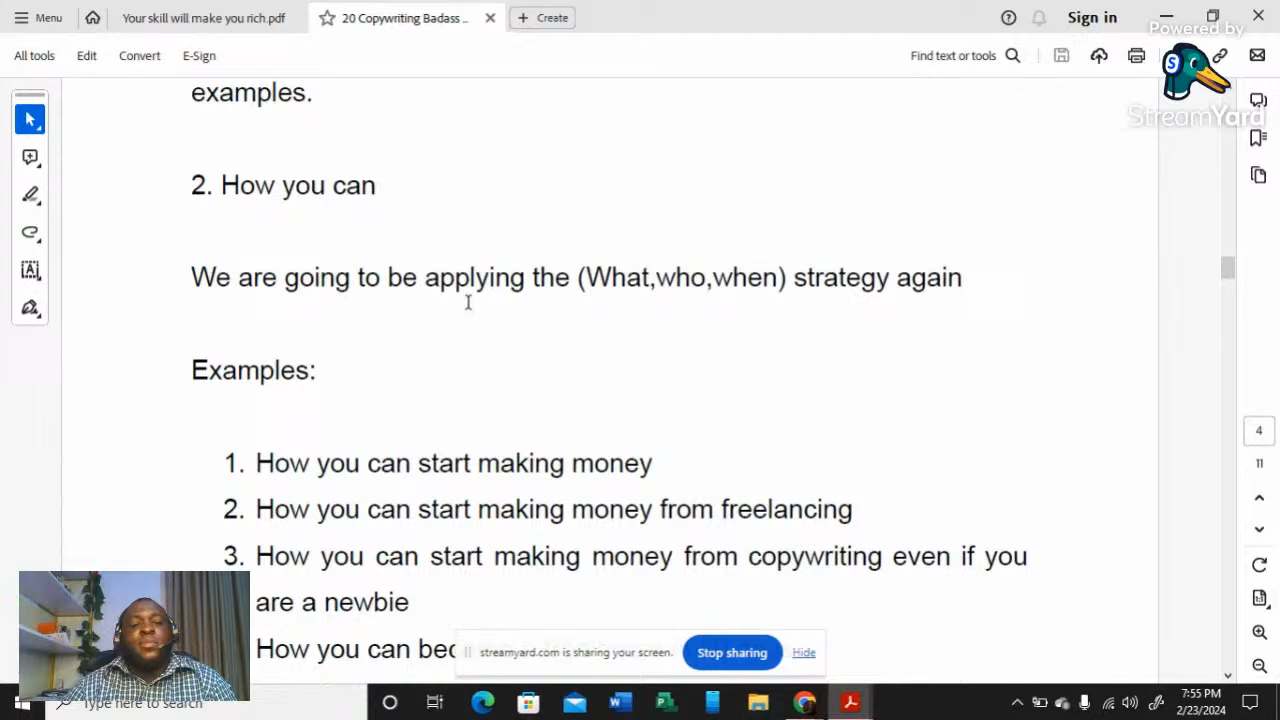 Menu
Your skill will make you rich.pdf
20 Copywriting Badass ...
Create
Sign in
Powered by
All tools
Edit
Convert
E-Sign
Find text or tools
StreamYard
examples.
2. How you can
We are going to be applying the (What,who,when) strategy again
Examples:
1. How you can start making money
2. How you can start making money from freelancing
3. How you can start making money from copywriting even if you
are a newbie
How you can bec
4
11
streamyard.com is sharing your screen.
Stop sharing
Hide
Type here to search
7:55 PM
2/23/2024